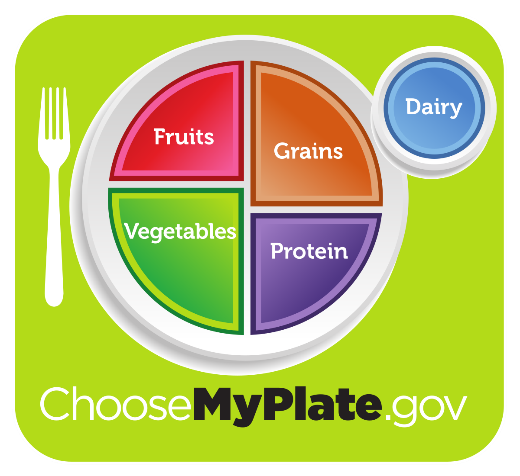 Dairy
Fruits
Grains
Vegetables
Protein
ChooseMyPlate.gov